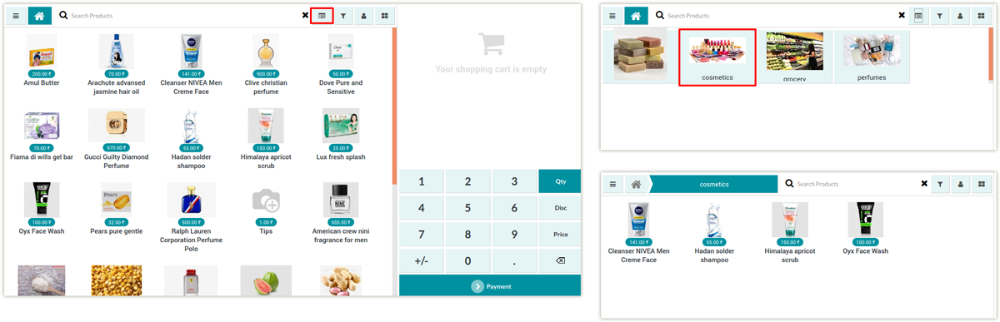 Search Products
200.00 ₹
70.00 ₹
141.00 ₹
900.00 ₹
50.00 ₹
Amul Butter
Arachute advansed
jasmine hair oil
Cleanser NIVEA Men
Creme Face
Clive christian
perfume
Dove Pure and
Sensitive
70.00 ₹
670.00 ₹
55.00 ₹
150.00 ₹
25.00 ₹
Fiama di wills gel bar
Gucci Guilty Diamond
Perfume
Hadan solder
shampoo
Himalaya apricot
scrub
Lux fresh splash
100.00 ₹
32.00 ₹
500.00 ₹
1.00 ₹
655.00 ₹
Oyx Face Wash
Pears pure gentle
Ralph Lauren
Corporation Perfume
Polo
Tips
American crew nini
fragrance for men
Your shopping cart is empty
1 2 3 Qty
4 5 6 Disc
7 8 9 Price
+/- 0 .
Payment
Search Products
cosmetics
grocery
perfumes
cosmetics
Search Products
141.00 ₹
55.00 ₹
150.00 ₹
100.00 ₹
Cleanser NIVEA Men
Creme Face
Hadan solder
shampoo
Himalaya apricot
scrub
Oyx Face Wash